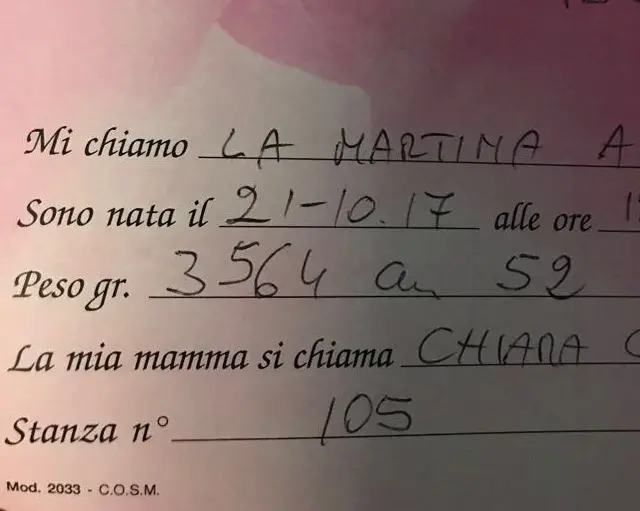 Mi chiamo LA MARTINA A
Sono nata il 21-10.17 alle ore 1
Peso gr. 3564 cm 52
La mia mamma si chiama CHIARA C
Stanza n° 105
Mod. 2033 - C.O.S.M.